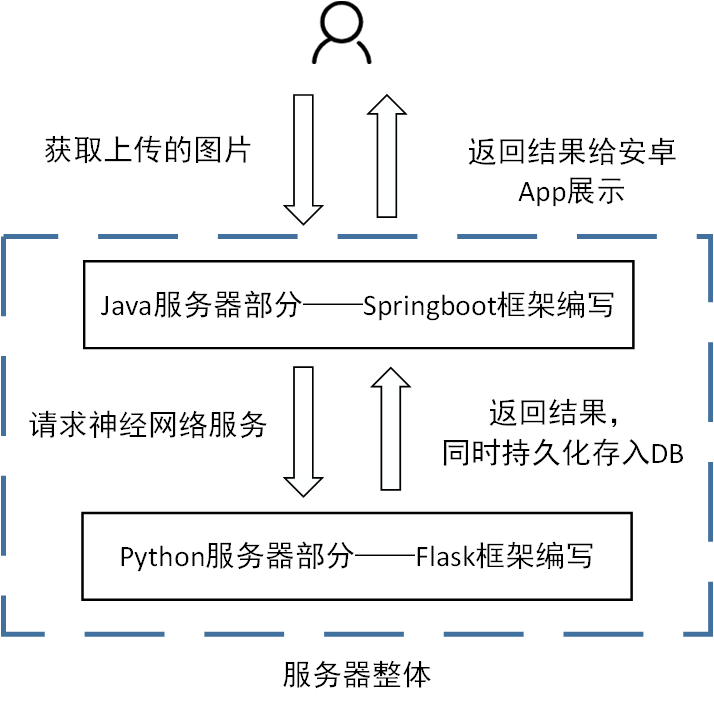 获取上传的图片
返回结果给安卓
App展示
Java服务器部分——Springboot框架编写
请求神经网络服务
返回结果，
同时持久化存入DB
Python服务器部分——Flask框架编写
服务器整体